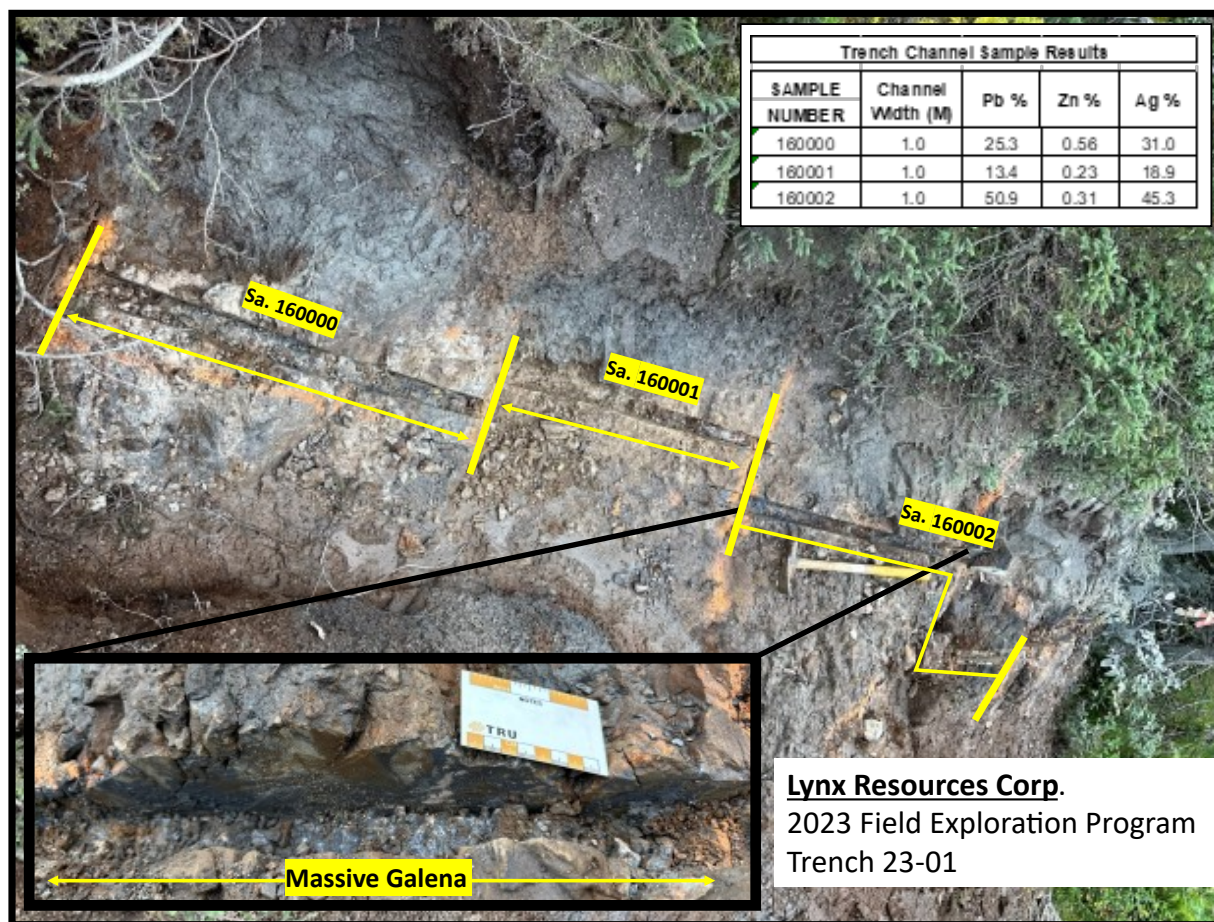 Trench Channel Sample Results
SAMPLE NUMBER Channel Width (M) Pb % Zn % Ag %
160000 1.0 25.3 0.56 31.0
160001 1.0 13.4 0.23 18.9
160002 1.0 50.9 0.31 45.3
Sa. 160000
Sa. 160001
Sa. 160002
NOTES
TRU
Massive Galena
Lynx Resources Corp.
2023 Field Exploration Program
Trench 23-01